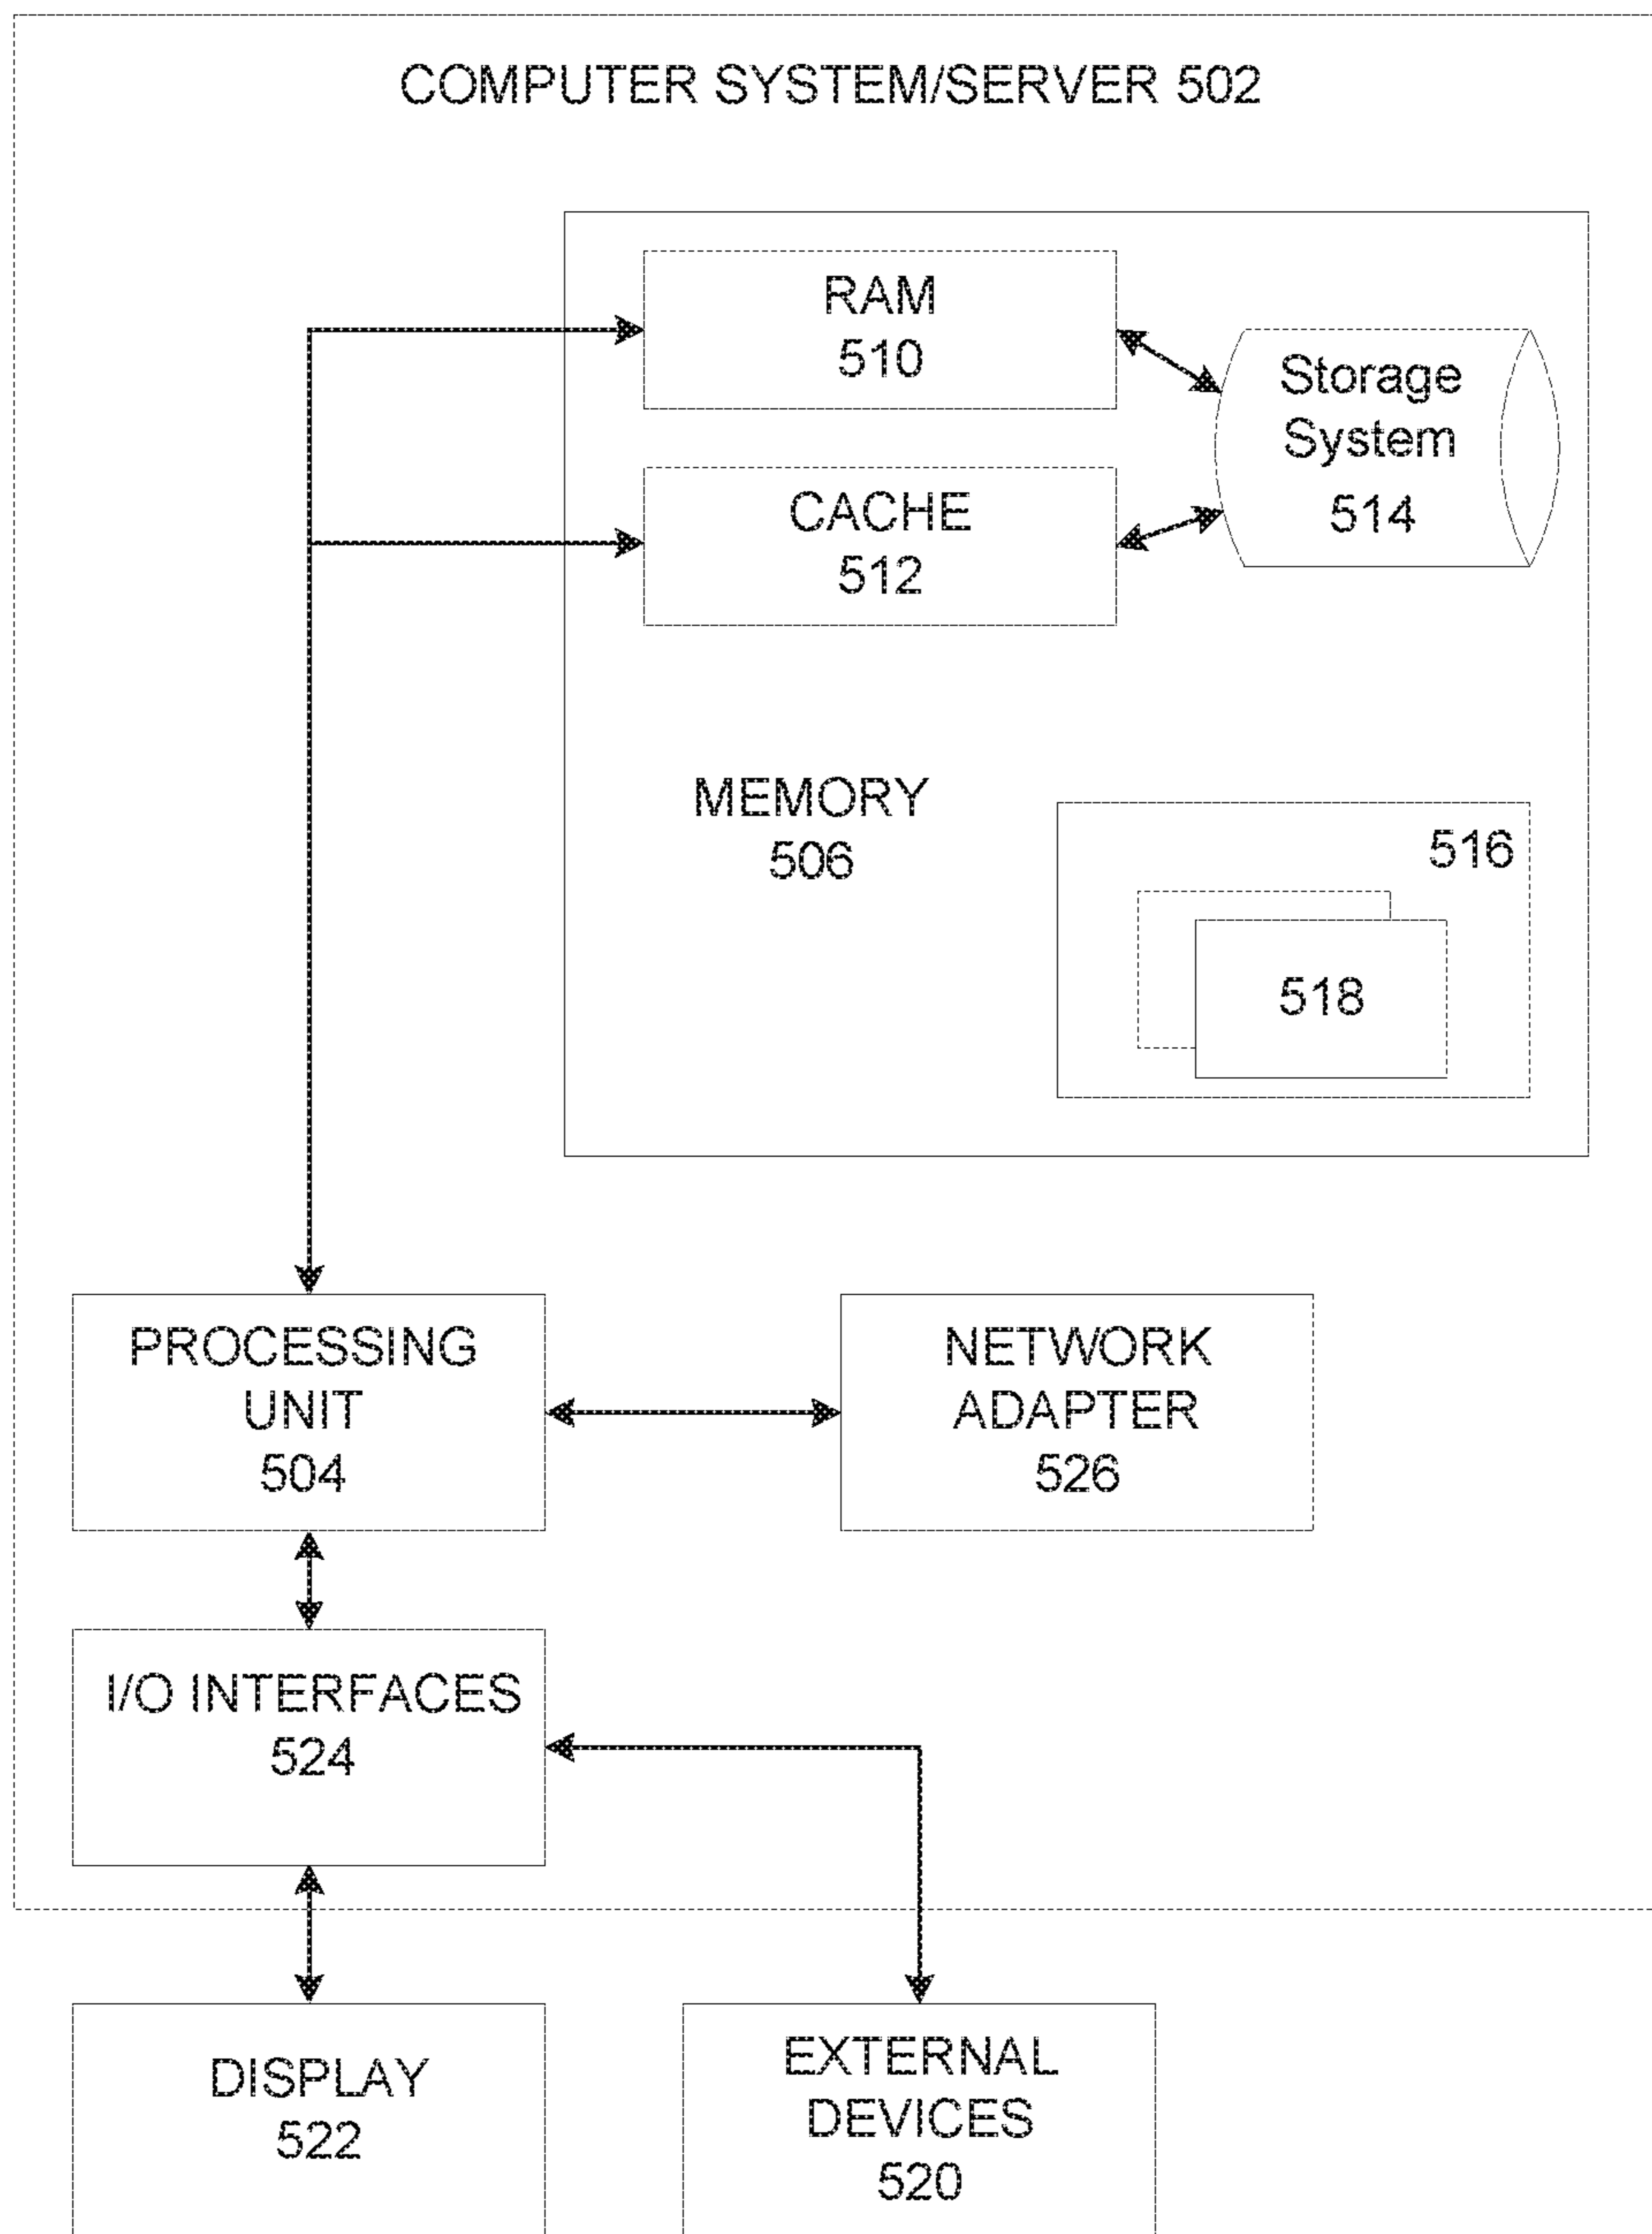 COMPUTER SYSTEM/SERVER 502
RAM
510
Storage
System
514
CACHE
512
MEMORY
506
516
518
PROCESSING
UNIT
504
NETWORK
ADAPTER
526
I/O INTERFACES
524
DISPLAY
522
EXTERNAL
DEVICES
520